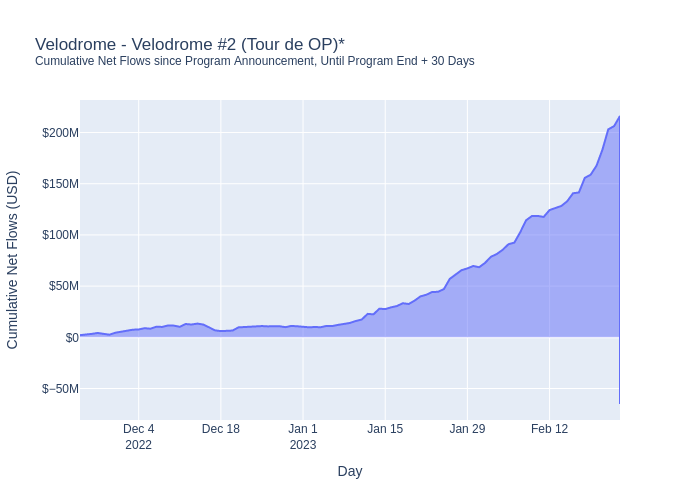 Velodrome - Velodrome #2 (Tour de OP)*
Cumulative Net Flows since Program Announcement, Until Program End + 30 Days
Cumulative Net Flows (USD)
$200M
$150M
$100M
$50M
$0
$−50M
Dec 4 Dec 18 Jan 1 Jan 15 Jan 29 Feb 12
2022 2023
Day